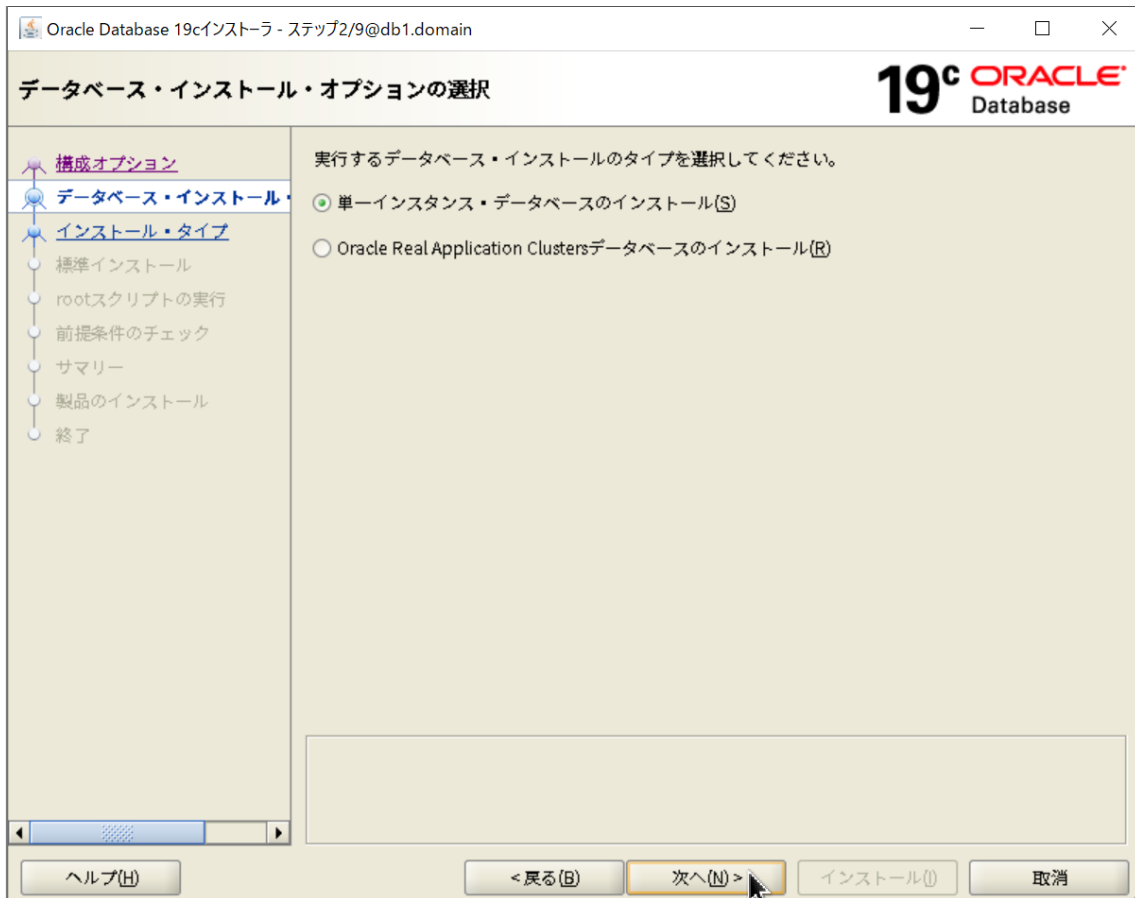 Oracle Database 19cインストーラ - ステップ2/9@db1.domain
データベース・インストール・オプションの選択
19c ORACLE
Database
構成オプション
データベース・インストール・
インストール・タイプ
標準インストール
rootスクリプトの実行
前提条件のチェック
サマリー
製品のインストール
終了
実行するデータベース・インストールのタイプを選択してください。
単一インスタンス・データベースのインストール(S)
Oracle Real Application Clustersデータベースのインストール(R)
ヘルプ(H)
<戻る(B)
次へ(N)>
インストール(I)
取消